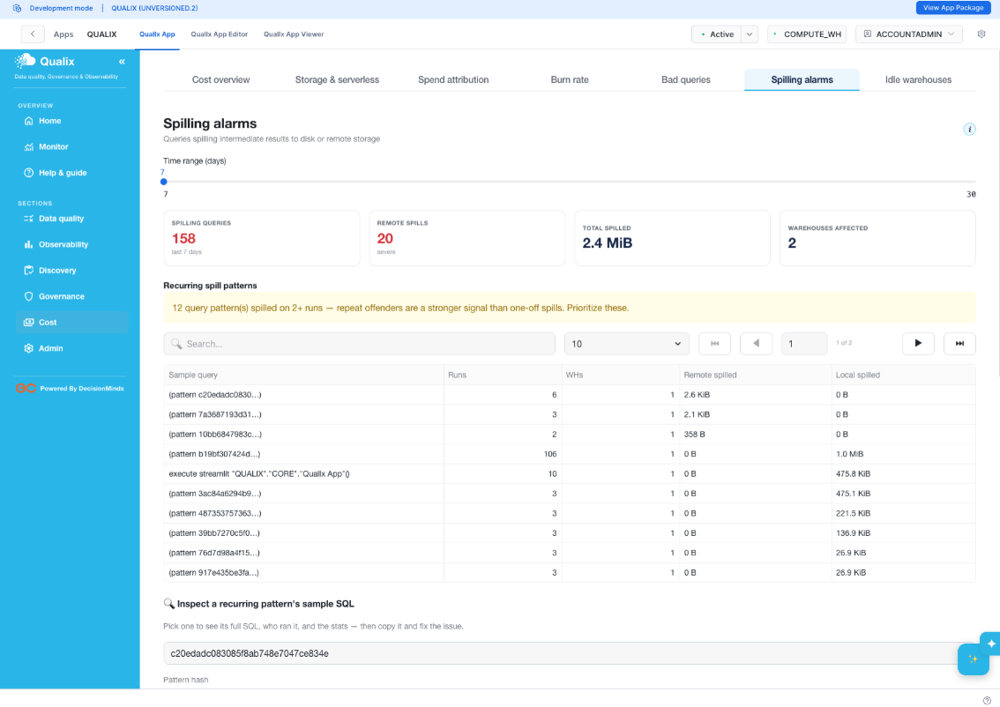 Development mode | QUALIX (UNVERSIONED.2) View App Package
Apps QUALIX Quallx App Quallx App Editor Quallx App Viewer Active COMPUTE_WH ACCOUNTADMIN
Qualix «
Data quality, Governance & Observability
OVERVIEW
Home
Monitor
Help & guide
SECTIONS
Data quality
Observability
Discovery
Governance
Cost
Admin
Powered By DecisionMinds
Cost overview Storage & serverless Spend attribution Burn rate Bad queries Spilling alarms Idle warehouses
Spilling alarms
Queries spilling intermediate results to disk or remote storage
i
Time range (days)
7
7 30
SPILLING QUERIES
158
last 7 days
REMOTE SPILLS
20
severe
TOTAL SPILLED
2.4 MiB
WAREHOUSES AFFECTED
2
Recurring spill patterns
12 query pattern(s) spilled on 2+ runs — repeat offenders are a stronger signal than one-off spills. Prioritize these.
Search... 10 1 1 of 2
Sample query Runs WHs Remote spilled Local spilled
(pattern c20edadc0830…) 6 1 2.6 KiB 0 B
(pattern 7a3687193d31…) 3 1 2.1 KiB 0 B
(pattern 10bb6847983c…) 2 1 358 B 0 B
(pattern b19bf307424d…) 106 1 0 B 1.0 MiB
execute streamlit "QUALIX"."CORE"."Quallx App"() 10 1 0 B 475.8 KiB
(pattern 3ac84a6294b9…) 3 1 0 B 475.1 KiB
(pattern 487353757363…) 3 1 0 B 221.5 KiB
(pattern 39bb7270c5f0…) 3 1 0 B 136.9 KiB
(pattern 76d7d98a4f15…) 3 1 0 B 26.9 KiB
(pattern 917e435be3fa…) 3 1 0 B 26.9 KiB
Inspect a recurring pattern's sample SQL
Pick one to see its full SQL, who ran it, and the stats — then copy it and fix the issue.
c20edadc083085f8ab748e7047ce834e
Pattern hash